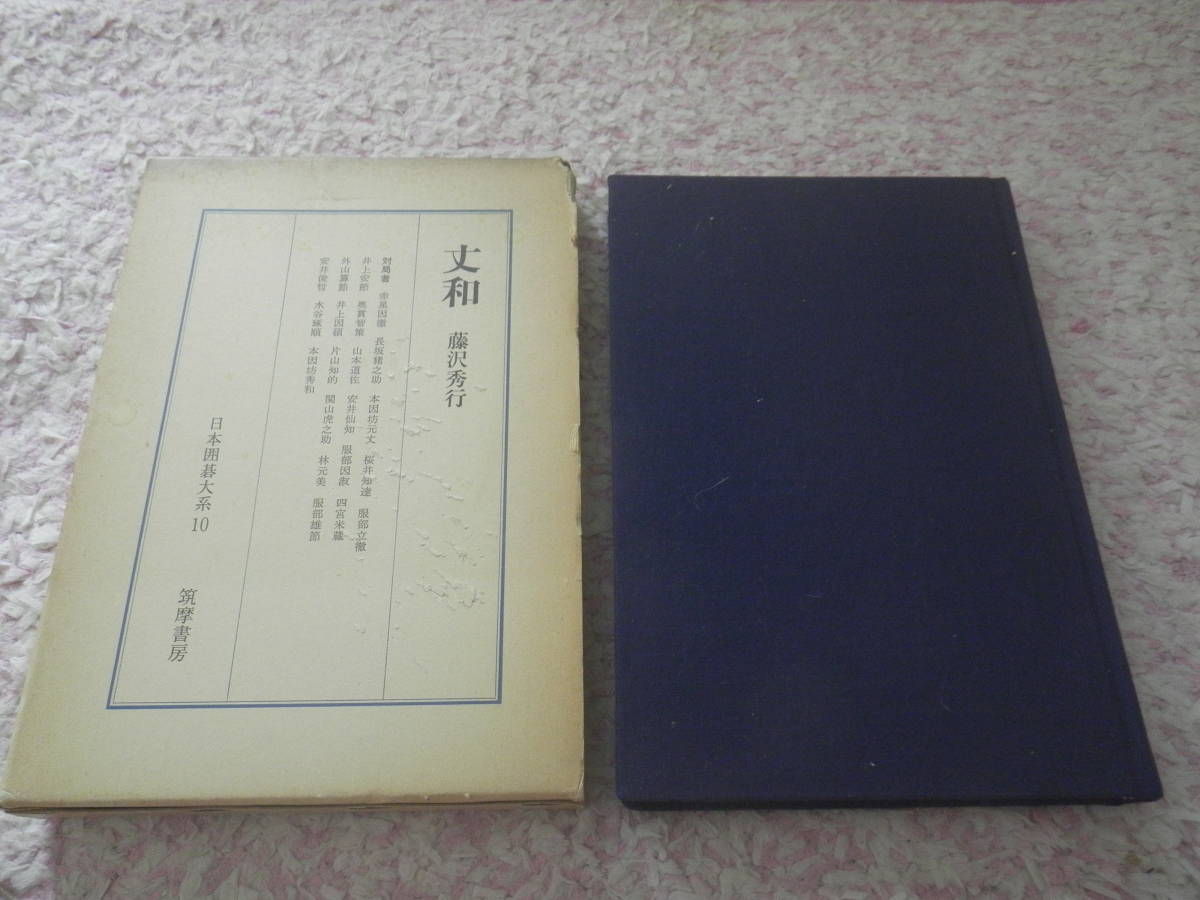 丈和
藤沢秀行
対局者 赤星因徹 長坂猪之助 本因坊元丈 桜井知達 服部立徹
井上安節 奥貫智策 山本道佐 安井仙知 服部因淑 四宮米蔵
外山算節 井上因碩 片山知的 関山虎之助 林元美 服部雄節
安井俊哲 水谷琢順 本因坊秀和
日本囲碁大系10
筑摩書房